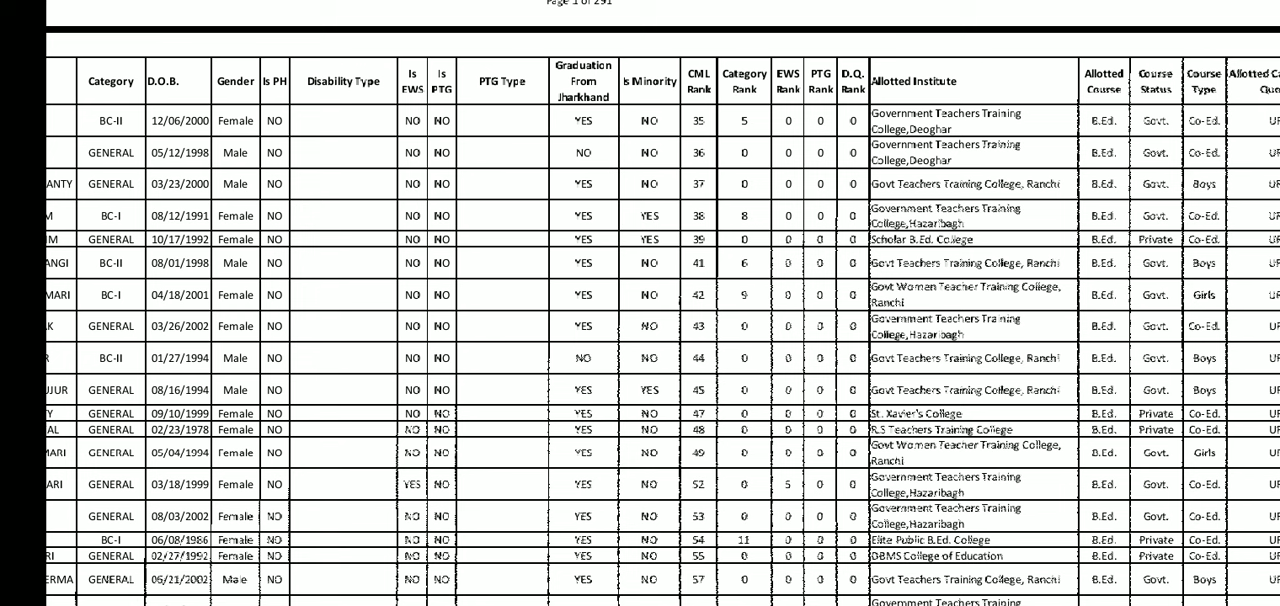 Page 1 of 291
Category D.O.B. Gender Is PH Disability Type Is EWS Is PTG PTG Type Graduation From Jharkhand Is Minority CML Rank Category Rank EWS Rank PTG Rank D.Q. Rank Allotted Institute Allotted Course Course Status Course Type Allotted
BC-II 12/06/2000 Female NO NO NO YES NO 35 5 0 0 0 Government Teachers Training College,Deoghar B.Ed. Govt. Co-Ed.
GENERAL 05/12/1998 Male NO NO NO NO NO 36 0 0 0 0 Government Teachers Training College,Deoghar B.Ed. Govt. Co-Ed.
ANTY GENERAL 03/23/2000 Male NO NO NO YES NO 37 0 0 0 0 Govt Teachers Training College, Ranchi B.Ed. Govt. Boys
M BC-I 08/12/1991 Female NO NO NO YES YES 38 8 0 0 0 Government Teachers Training College,Hazaribagh B.Ed. Govt. Co-Ed.
IM GENERAL 10/17/1992 Female NO NO NO YES YES 39 0 0 0 0 Scholar B.Ed. College B.Ed. Private Co-Ed.
ANGI BC-II 08/01/1998 Male NO NO NO YES NO 41 6 0 0 0 Govt Teachers Training College, Ranchi B.Ed. Govt. Boys
MARI BC-I 04/18/2001 Female NO NO NO YES NO 42 9 0 0 0 Govt Women Teacher Training College, Ranchi B.Ed. Govt. Girls
K GENERAL 03/26/2002 Female NO NO NO YES NO 43 0 0 0 0 Government Teachers Training College,Hazaribagh B.Ed. Govt. Co-Ed.
R BC-II 01/27/1994 Male NO NO NO NO NO 44 0 0 0 0 Govt Teachers Training College, Ranchi B.Ed. Govt. Boys
UJUR GENERAL 08/16/1994 Male NO NO NO YES YES 45 0 0 0 0 Govt Teachers Training College, Ranchi B.Ed. Govt. Boys
Y GENERAL 09/10/1999 Female NO NO NO YES NO 47 0 0 0 0 St. Xavier's College B.Ed. Private Co-Ed.
AL GENERAL 02/23/1978 Female NO NO NO YES NO 48 0 0 0 0 R.S Teachers Training College B.Ed. Private Co-Ed.
MARI GENERAL 05/04/1994 Female NO NO NO YES NO 49 0 0 0 0 Govt Women Teacher Training College, Ranchi B.Ed. Govt. Girls
ARI GENERAL 03/18/1999 Female NO YES NO YES NO 52 0 5 0 0 Government Teachers Training College,Hazaribagh B.Ed. Govt. Co-Ed.
GENERAL 08/03/2002 Female NO NO NO YES NO 53 0 0 0 0 Government Teachers Training College,Hazaribagh B.Ed. Govt. Co-Ed.
BC-I 06/08/1986 Female NO NO NO YES NO 54 11 0 0 0 Elite Public B.Ed. College B.Ed. Private Co-Ed.
RI GENERAL 02/27/1992 Female NO NO NO YES NO 55 0 0 0 0 DBMS College of Education B.Ed. Private Co-Ed.
ERMA GENERAL 05/21/2002 Male NO NO NO YES NO 57 0 0 0 0 Govt Teachers Training College, Ranchi B.Ed. Govt. Boys
Government Teachers Training